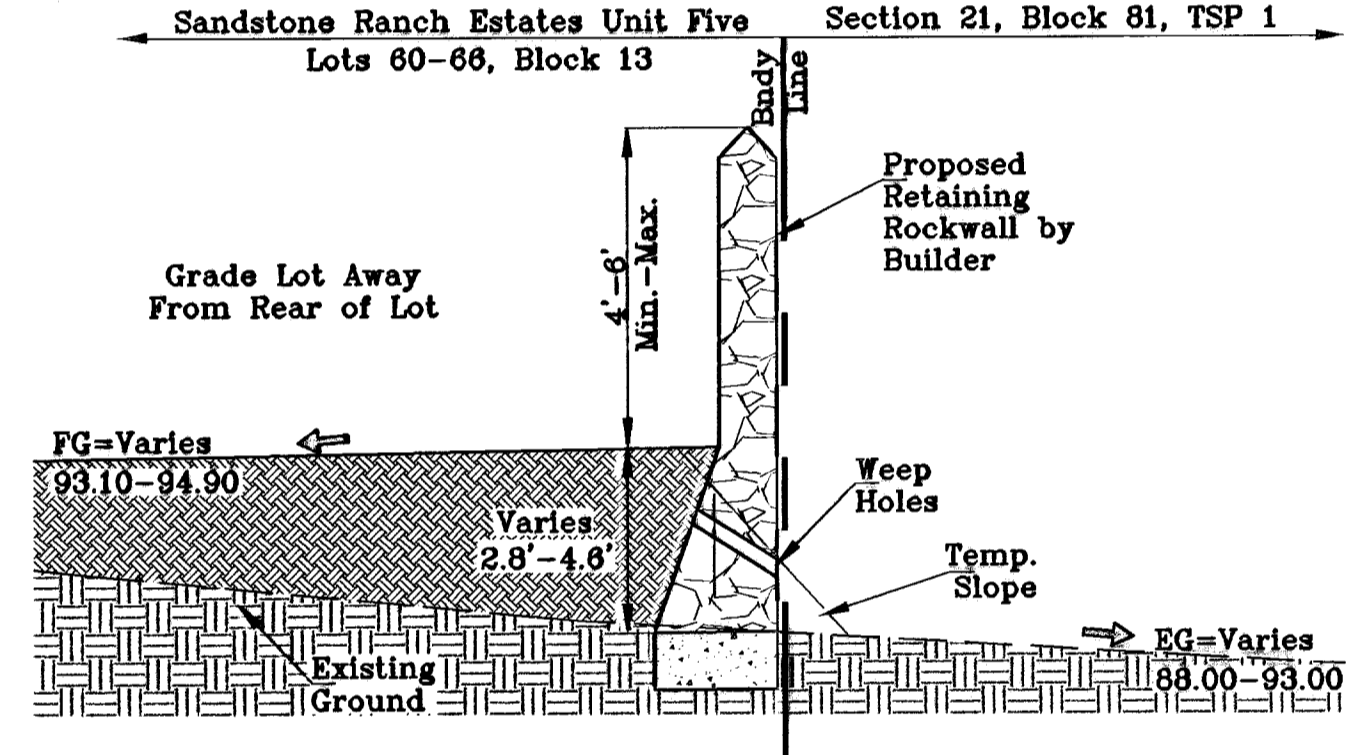 Sandstone Ranch Estates Unit Five
Section 21, Block 81, TSP 1
Lots 60-66, Block 13
Bndy
Line
Proposed
Retaining
Rockwall by
Builder
4'-6'
Min.-Max.
Grade Lot Away
From Rear of Lot
FG=Varies
93.10-94.90
Varies
2.8'-4.6'
Weep
Holes
Temp.
Slope
EG=Varies
88.00-93.00
Existing
Ground